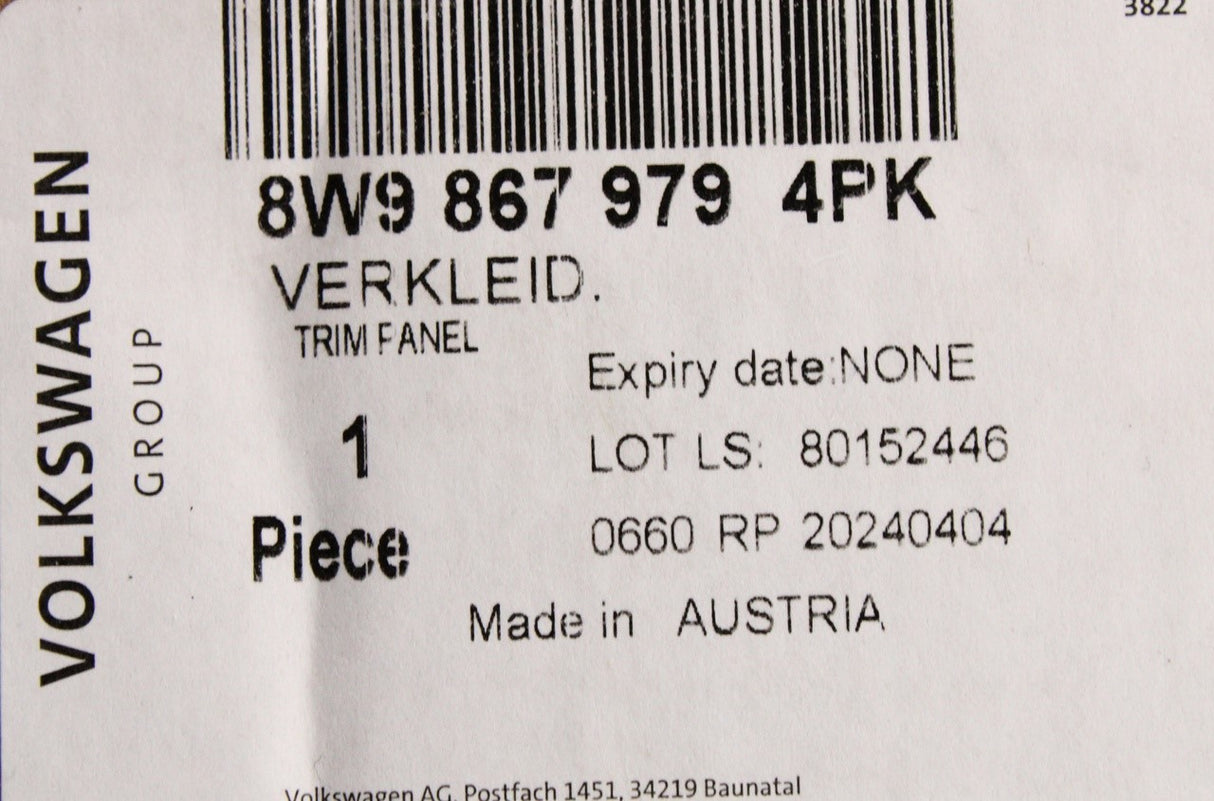 3822
8W9 867 979 4PK
VERKLEID.
TRIM PANEL
Expiry date:NONE
1
LOT LS: 80152446
Piece
0660 RP 20240404
Made in AUSTRIA
VOLKSWAGEN
GROUP
Volkswagen AG, Postfach 1451, 34219 Baunatal